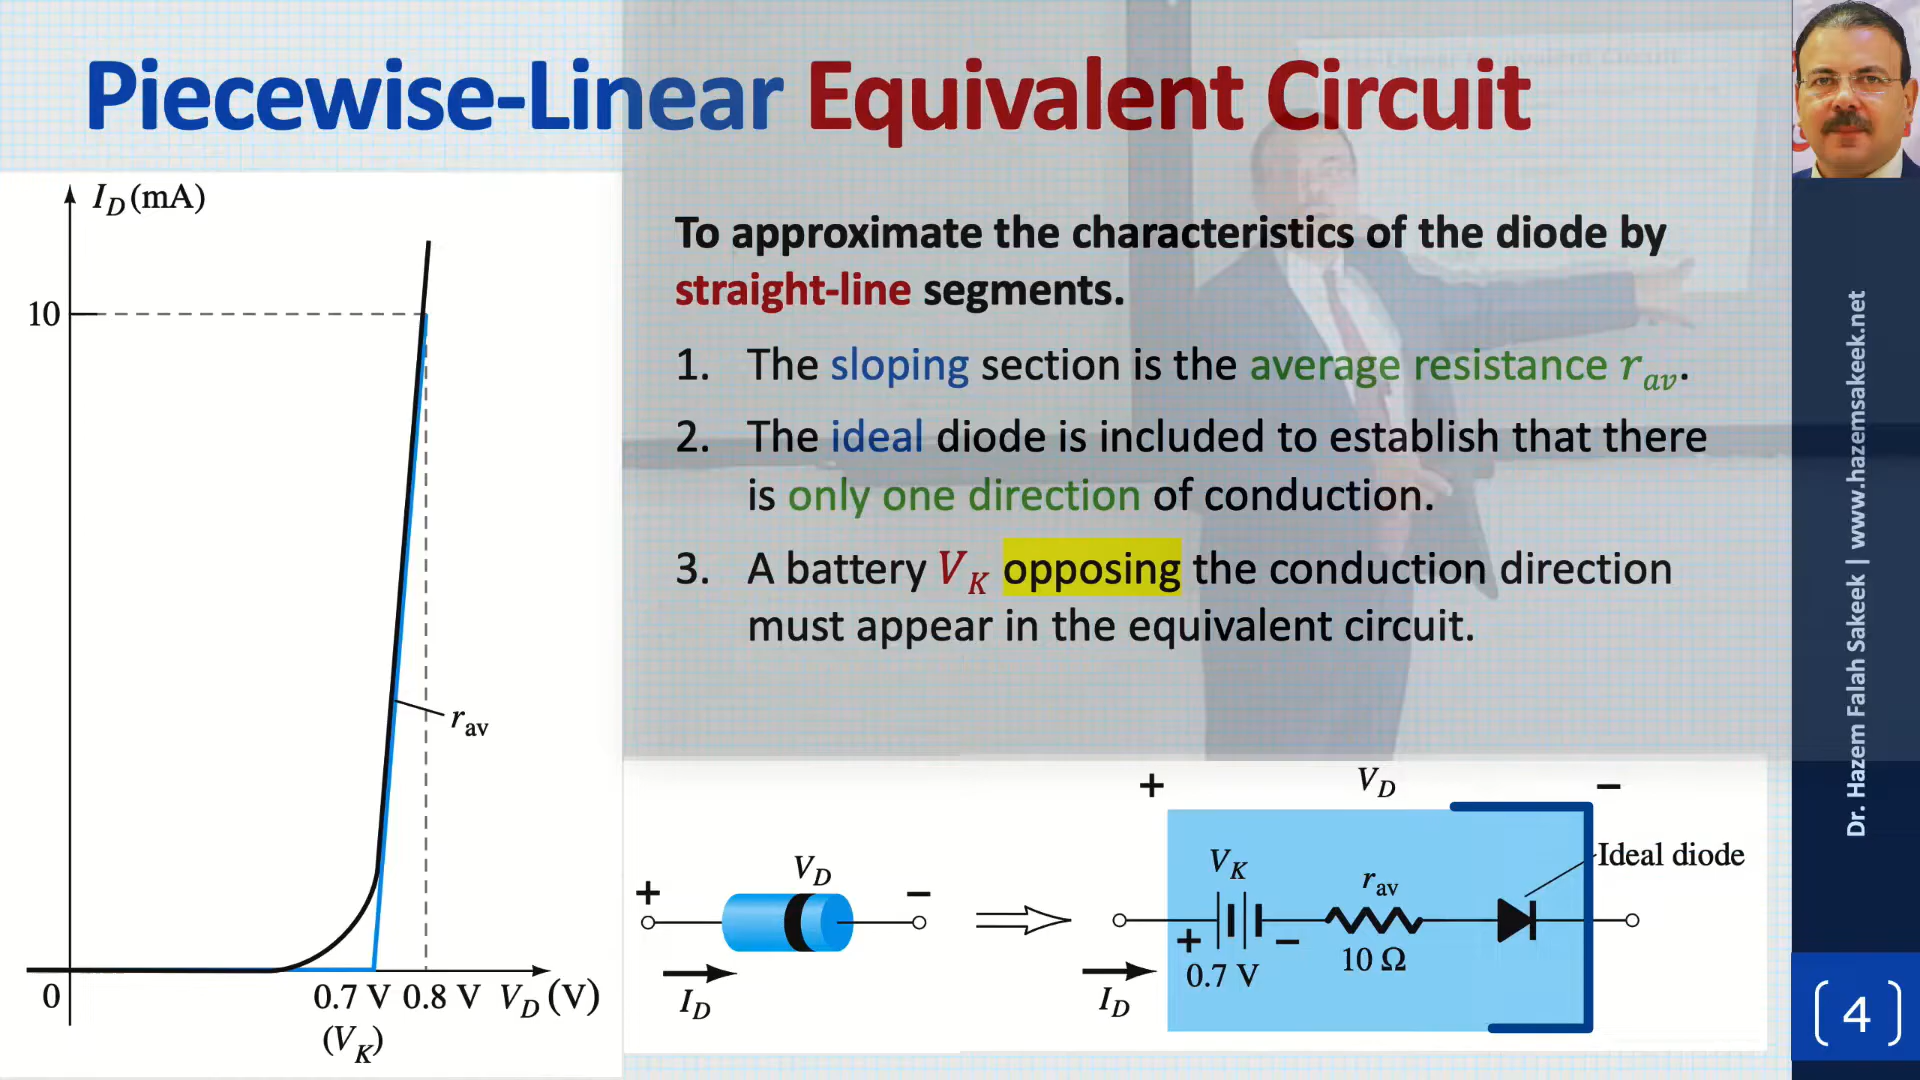 Piecewise-Linear Equivalent Circuit
I_D (mA)
10
r_av
0
0.7 V 0.8 V V_D (V)
(V_K)
To approximate the characteristics of the diode by
straight-line segments.
1. The sloping section is the average resistance r_av.
2. The ideal diode is included to establish that there
is only one direction of conduction.
3. A battery V_K opposing the conduction direction
must appear in the equivalent circuit.
V_D
+ −
I_D
+ V_D −
Ideal diode
V_K
r_av
+ −
0.7 V
10 Ω
I_D
Dr. Hazem Falah Sakeek | www.hazemsakeek.net
[4]